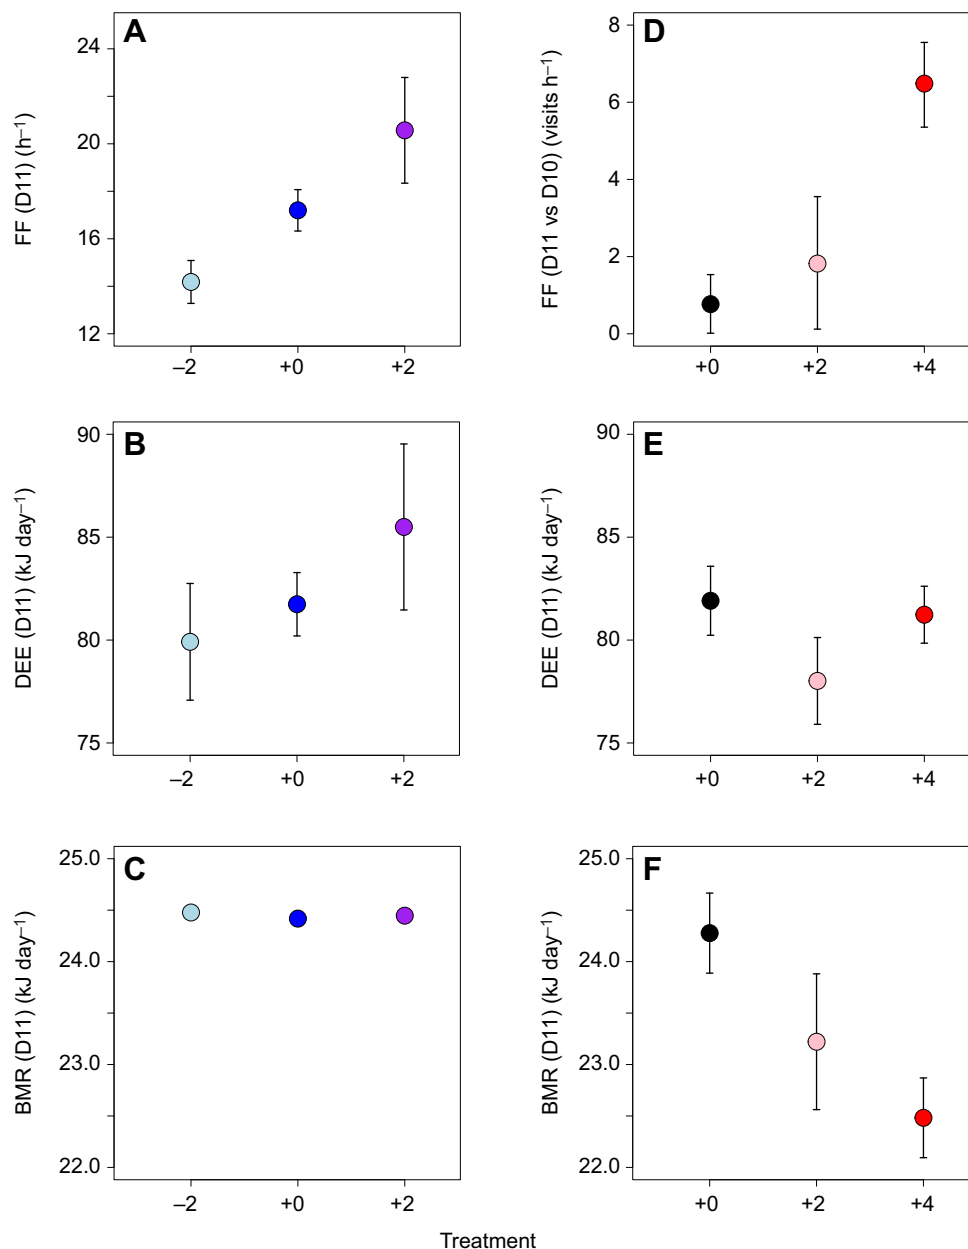 A
FF (D11) (h⁻¹)
24
20
16
12
–2 +0 +2
D
FF (D11 vs D10) (visits h⁻¹)
8
6
4
2
0
+0 +2 +4
B
DEE (D11) (kJ day⁻¹)
90
85
80
75
–2 +0 +2
E
DEE (D11) (kJ day⁻¹)
90
85
80
75
+0 +2 +4
C
BMR (D11) (kJ day⁻¹)
25.0
24.0
23.0
22.0
–2 +0 +2
F
BMR (D11) (kJ day⁻¹)
25.0
24.0
23.0
22.0
+0 +2 +4
Treatment